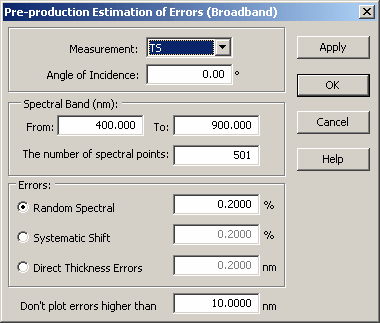 Pre-production Estimation of Errors (Broadband)
Measurement: TS
Apply
Angle of Incidence: 0.00 °
OK
Spectral Band (nm):
From: 400.000 To: 900.000
Cancel
The number of spectral points: 501
Help
Errors:
Random Spectral 0.2000 %
Systematic Shift 0.2000 %
Direct Thickness Errors 0.2000 nm
Don't plot errors higher than 10.0000 nm